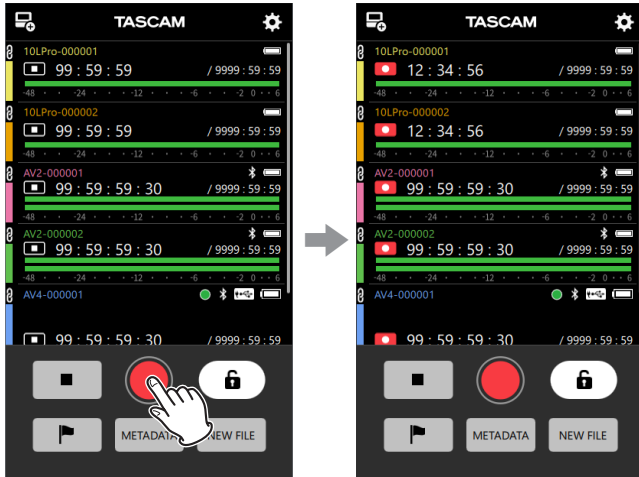 TASCAM
10LPro-000001
99 : 59 : 59 / 9999 : 59 : 59
-48 -24 -12 -6 -2 0 6
10LPro-000002
99 : 59 : 59 / 9999 : 59 : 59
-48 -24 -12 -6 -2 0 6
AV2-000001
99 : 59 : 59 : 30 / 9999 : 59 : 59
-48 -24 -12 -6 -2 0 6
AV2-000002
99 : 59 : 59 : 30 / 9999 : 59 : 59
-48 -24 -12 -6 -2 0 6
AV4-000001
99 : 59 : 59 : 30 / 9999 : 59 : 59
METADATA NEW FILE
TASCAM
10LPro-000001
12 : 34 : 56 / 9999 : 59 : 59
-48 -24 -12 -6 -2 0 6
10LPro-000002
12 : 34 : 56 / 9999 : 59 : 59
-48 -24 -12 -6 -2 0 6
AV2-000001
99 : 59 : 59 : 30 / 9999 : 59 : 59
-48 -24 -12 -6 -2 0 6
AV2-000002
99 : 59 : 59 : 30 / 9999 : 59 : 59
-48 -24 -12 -6 -2 0 6
AV4-000001
99 : 59 : 59 : 30 / 9999 : 59 : 59
METADATA NEW FILE